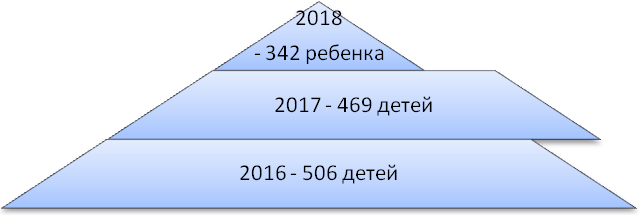 2018
- 342 ребенка
2017 - 469 детей
2016 - 506 детей